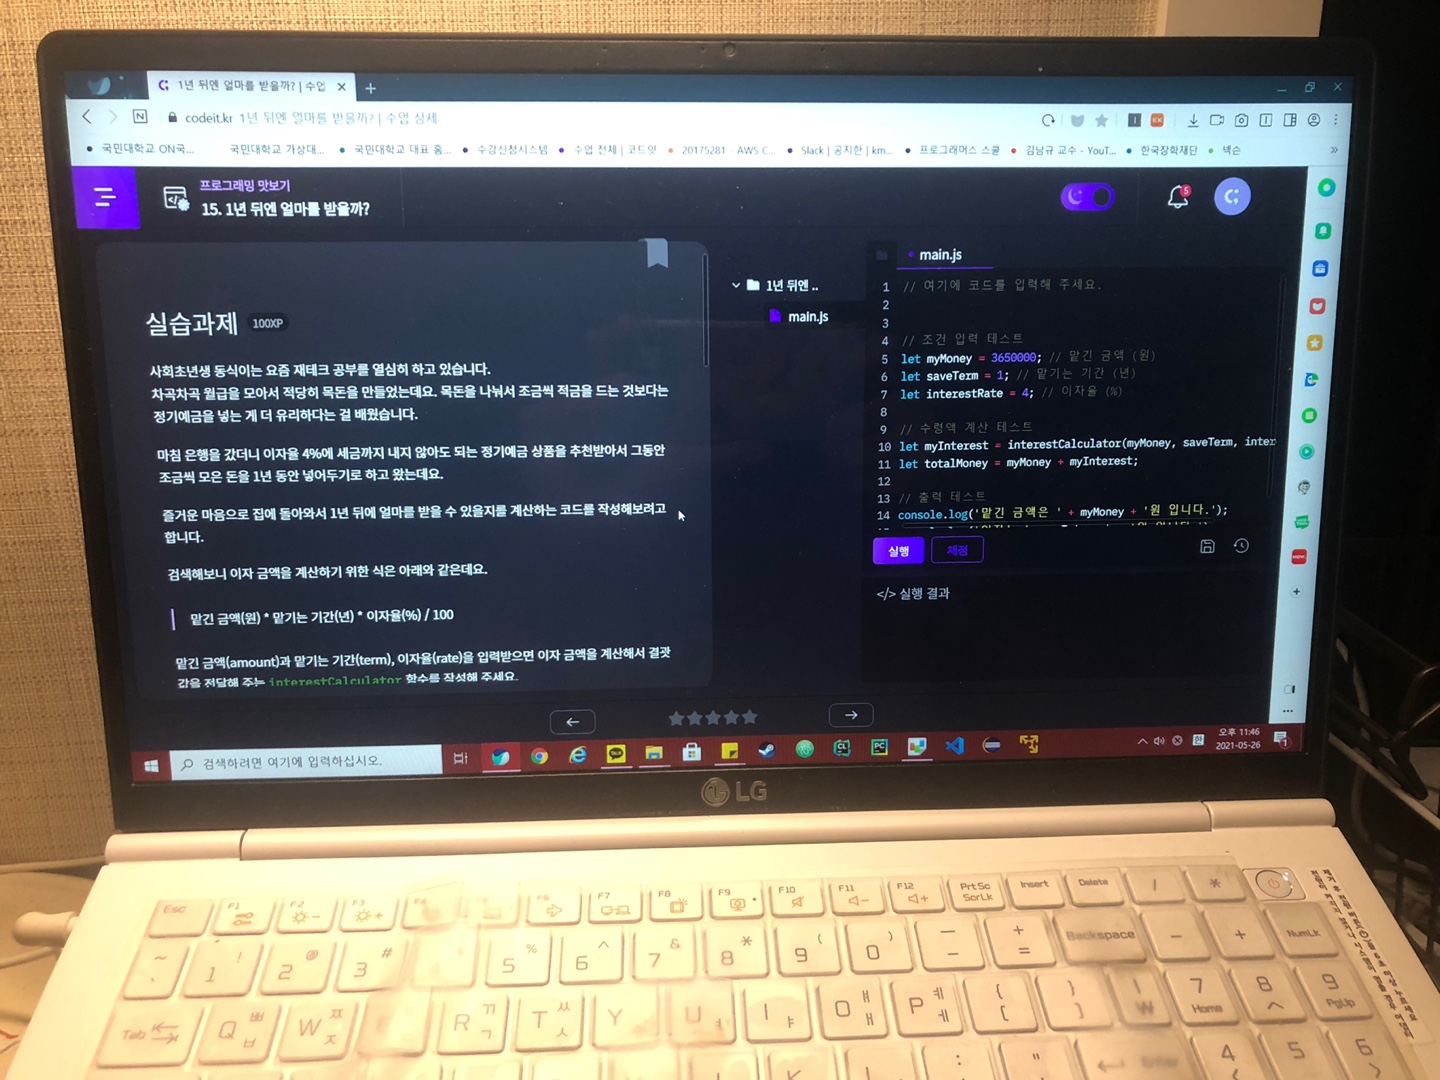 1년 뒤엔 얼마를 받을까? | 수업
codeit.kr 1년 뒤엔 얼마를 받을까? | 수업 상세
국민대학교 ON국... 국민대학교 가상대... 국민대학교 대표 홈... 수강신청시스템 수업 전체 | 코드잇 20175281 - AWS C... Slack | 공지한 | km... 프로그래머스 스쿨 김남규 교수 - YouT... 한국장학재단 넥슨
프로그래밍 맛보기
15. 1년 뒤엔 얼마를 받을까?
5
실습과제 100XP
사회초년생 동식이는 요즘 재테크 공부를 열심히 하고 있습니다.
차곡차곡 월급을 모아서 적당히 목돈을 만들었는데요. 목돈을 나눠서 조금씩 적금을 드는 것보다는
정기예금을 넣는 게 더 유리하다는 걸 배웠습니다.
마침 은행을 갔더니 이자율 4%에 세금까지 내지 않아도 되는 정기예금 상품을 추천받아서 그동안
조금씩 모은 돈을 1년 동안 넣어두기로 하고 왔는데요.
즐거운 마음으로 집에 돌아와서 1년 뒤에 얼마를 받을 수 있을지를 계산하는 코드를 작성해보려고
합니다.
검색해보니 이자 금액을 계산하기 위한 식은 아래와 같은데요.
맡긴 금액(원) * 맡기는 기간(년) * 이자율(%) / 100
맡긴 금액(amount)과 맡기는 기간(term), 이자율(rate)을 입력받으면 이자 금액을 계산해서 결괏
값을 전달해 주는 interestCalculator 함수를 작성해 주세요.
1년 뒤엔 ..
main.js
main.js
1 // 여기에 코드를 입력해 주세요.
2
3
4 // 조건 입력 테스트
5 let myMoney = 3650000; // 맡긴 금액 (원)
6 let saveTerm = 1; // 맡기는 기간 (년)
7 let interestRate = 4; // 이자율 (%)
8
9 // 수령액 계산 테스트
10 let myInterest = interestCalculator(myMoney, saveTerm, inter
11 let totalMoney = myMoney + myInterest;
12
13 // 출력 테스트
14 console.log('맡긴 금액은 ' + myMoney + '원 입니다.');
실행 채점
</> 실행 결과
검색하려면 여기에 입력하십시오.
오후 11:46
2021-05-26
1
LG
Esc F1 F2 F3 F6 F7 F8 F9 F10 F11 F12 PrtSc ScrLk Insert Delete / *
~ 1 ! 2 @ 3 # 5 % 6 ^ 7 & 8 * 9 ( 0 ) - + = Backspace - + NumLk
Tab Q ㅃ ㅂ W ㅉ ㅈ R ㄲ ㄱ T ㅆ ㅅ Y U I ㅑ O ㅒ ㅐ P ㅖ ㅔ { [ } ] 7 Home 8 9 PgUp
: " Enter 4 5 6